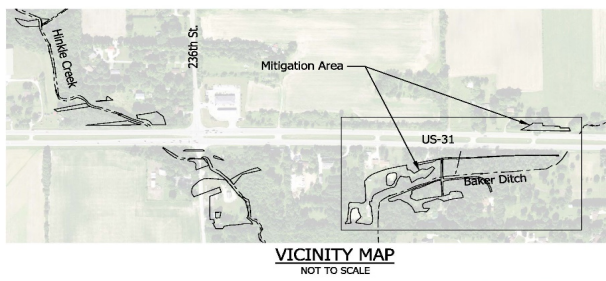 Hinkle Creek
236th St.
Mitigation Area
US-31
Baker Ditch
VICINITY MAP
NOT TO SCALE